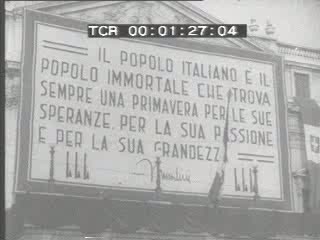 TCR 00:01:27:04
IL POPOLO ITALIANO E IL
POPOLO IMMORTALE CHE TROVA
SEMPRE UNA PRIMAVERA PER LE SUE
SPERANZE, PER LA SUA PASSIONE
E PER LA SUA GRANDEZZ
Mussolini